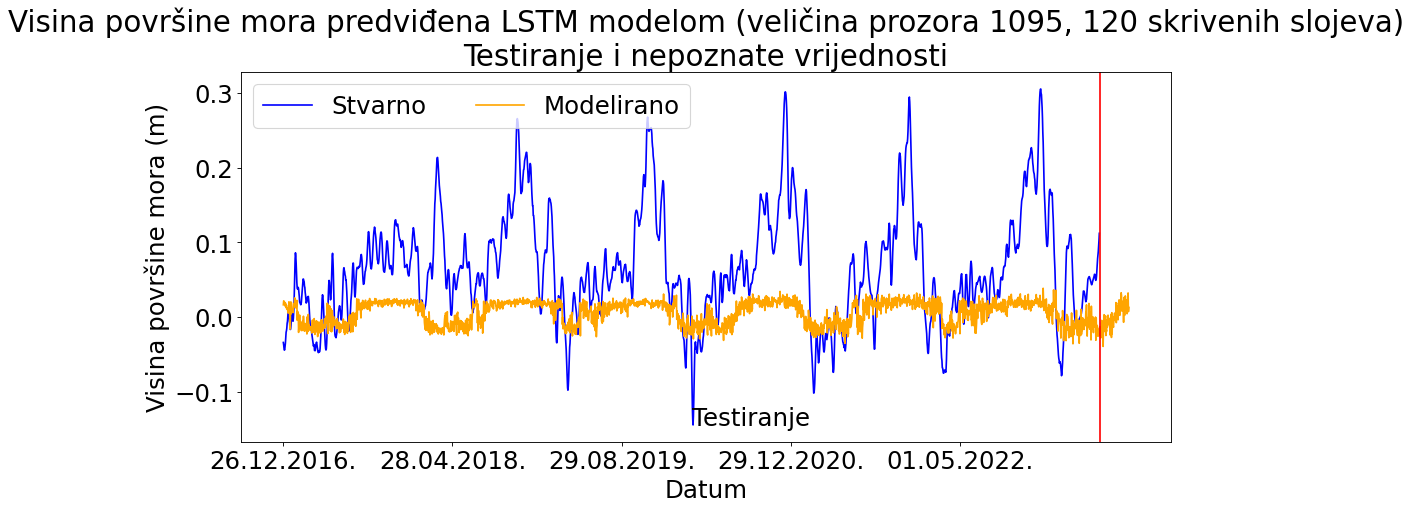 Visina površine mora predviđena LSTM modelom (veličina prozora 1095, 120 skrivenih slojeva)
Testiranje i nepoznate vrijednosti
Stvarno Modelirano
Visina površine mora (m)
0.3
0.2
0.1
0.0
−0.1
Testiranje
26.12.2016. 28.04.2018. 29.08.2019. 29.12.2020. 01.05.2022.
Datum